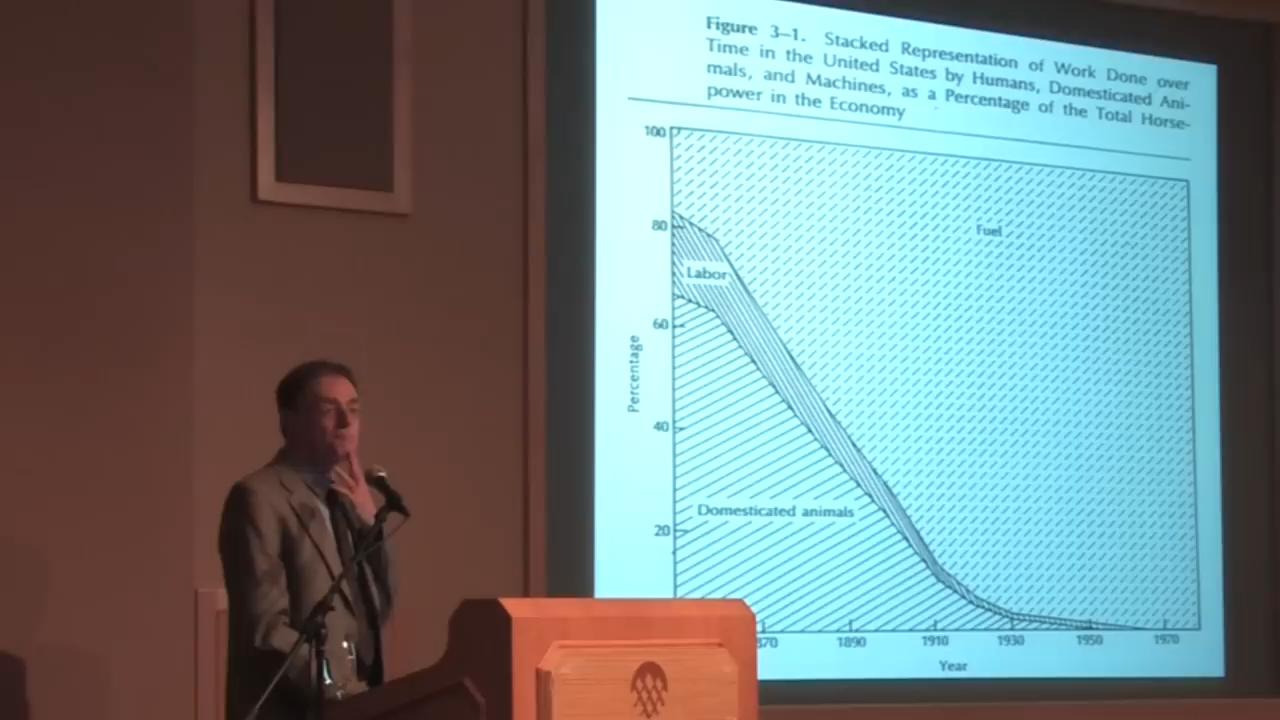 Figure 3–1. Stacked Representation of Work Done over
Time in the United States by Humans, Domesticated Ani-
mals, and Machines, as a Percentage of the Total Horse-
power in the Economy
100
80
60
40
20
Percentage
Fuel
Labor
Domesticated animals
1890
1910
1930
1950
1970
Year